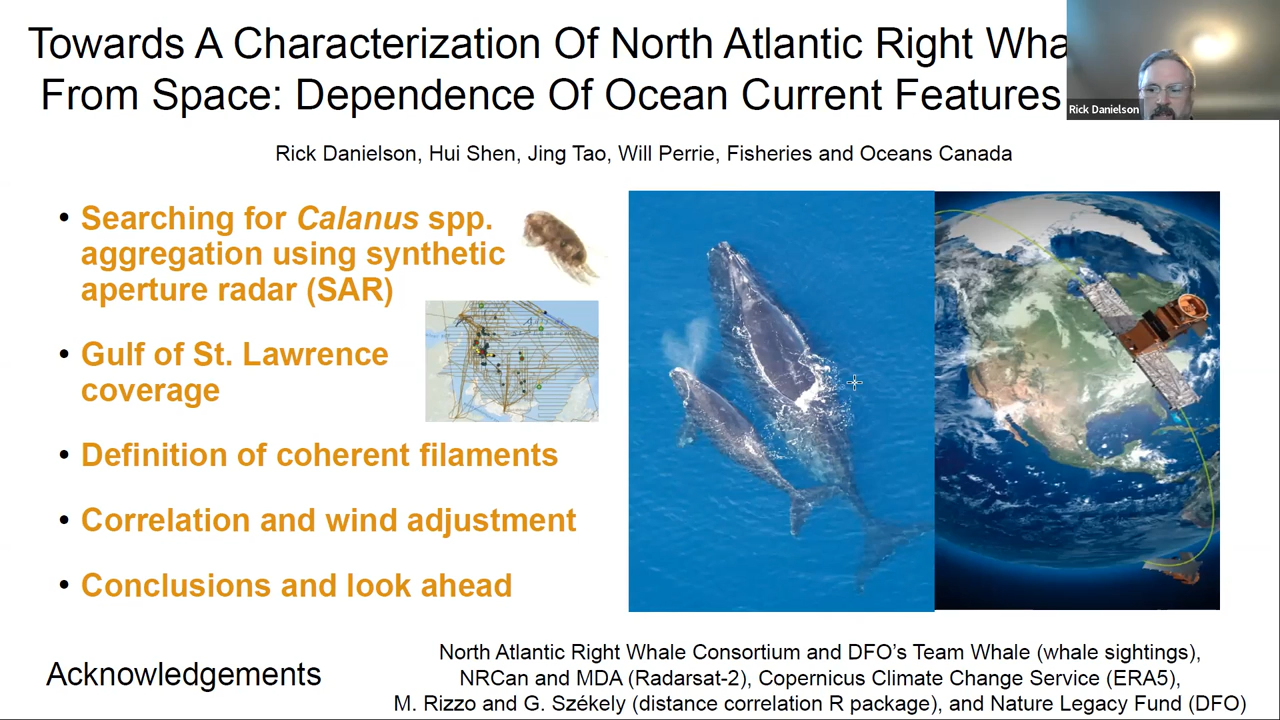 Towards A Characterization Of North Atlantic Right Wha
From Space: Dependence Of Ocean Current Features
Rick Danielson
Rick Danielson, Hui Shen, Jing Tao, Will Perrie, Fisheries and Oceans Canada
• Searching for Calanus spp.
aggregation using synthetic
aperture radar (SAR)
• Gulf of St. Lawrence
coverage
• Definition of coherent filaments
• Correlation and wind adjustment
• Conclusions and look ahead
Acknowledgements
North Atlantic Right Whale Consortium and DFO's Team Whale (whale sightings),
NRCan and MDA (Radarsat-2), Copernicus Climate Change Service (ERA5),
M. Rizzo and G. Székely (distance correlation R package), and Nature Legacy Fund (DFO)